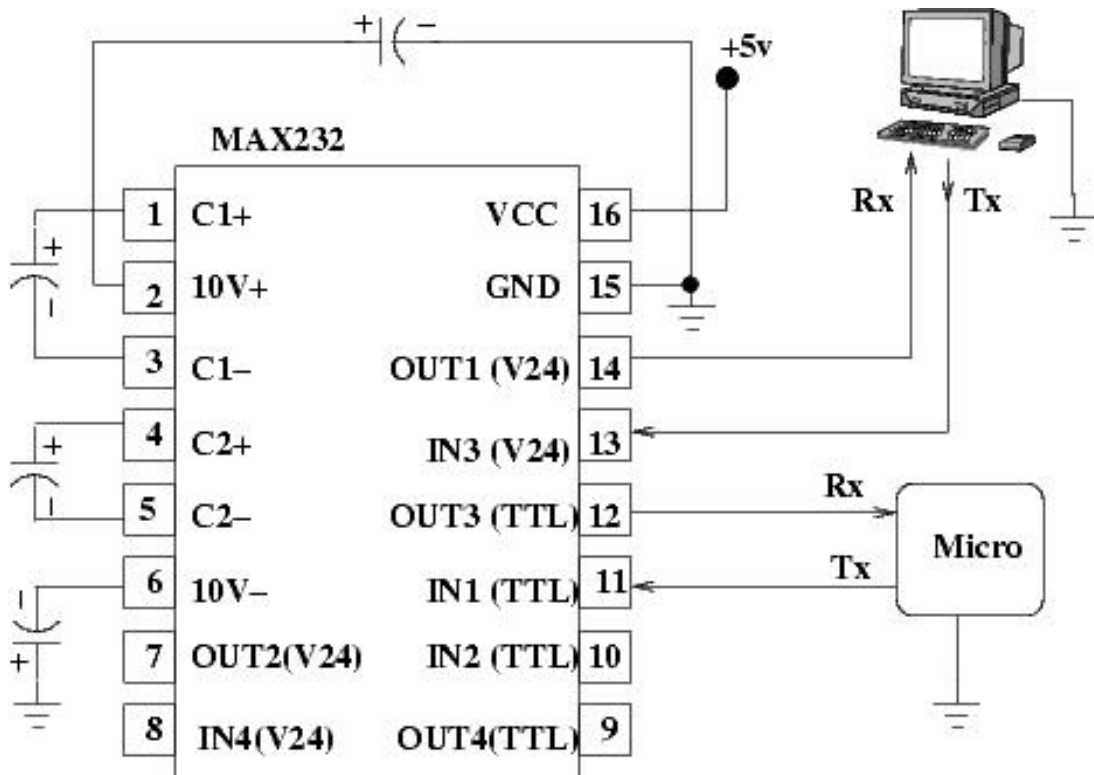 + −
+5v
MAX232
1 C1+ VCC 16
Rx Tx
+
−
2 10V+ GND 15
3 C1− OUT1 (V24) 14
4 C2+ IN3 (V24) 13
+
−
5 C2− OUT3 (TTL) 12
Rx
Micro
6 10V− IN1 (TTL) 11
Tx
−
+
7 OUT2(V24) IN2 (TTL) 10
8 IN4(V24) OUT4(TTL) 9